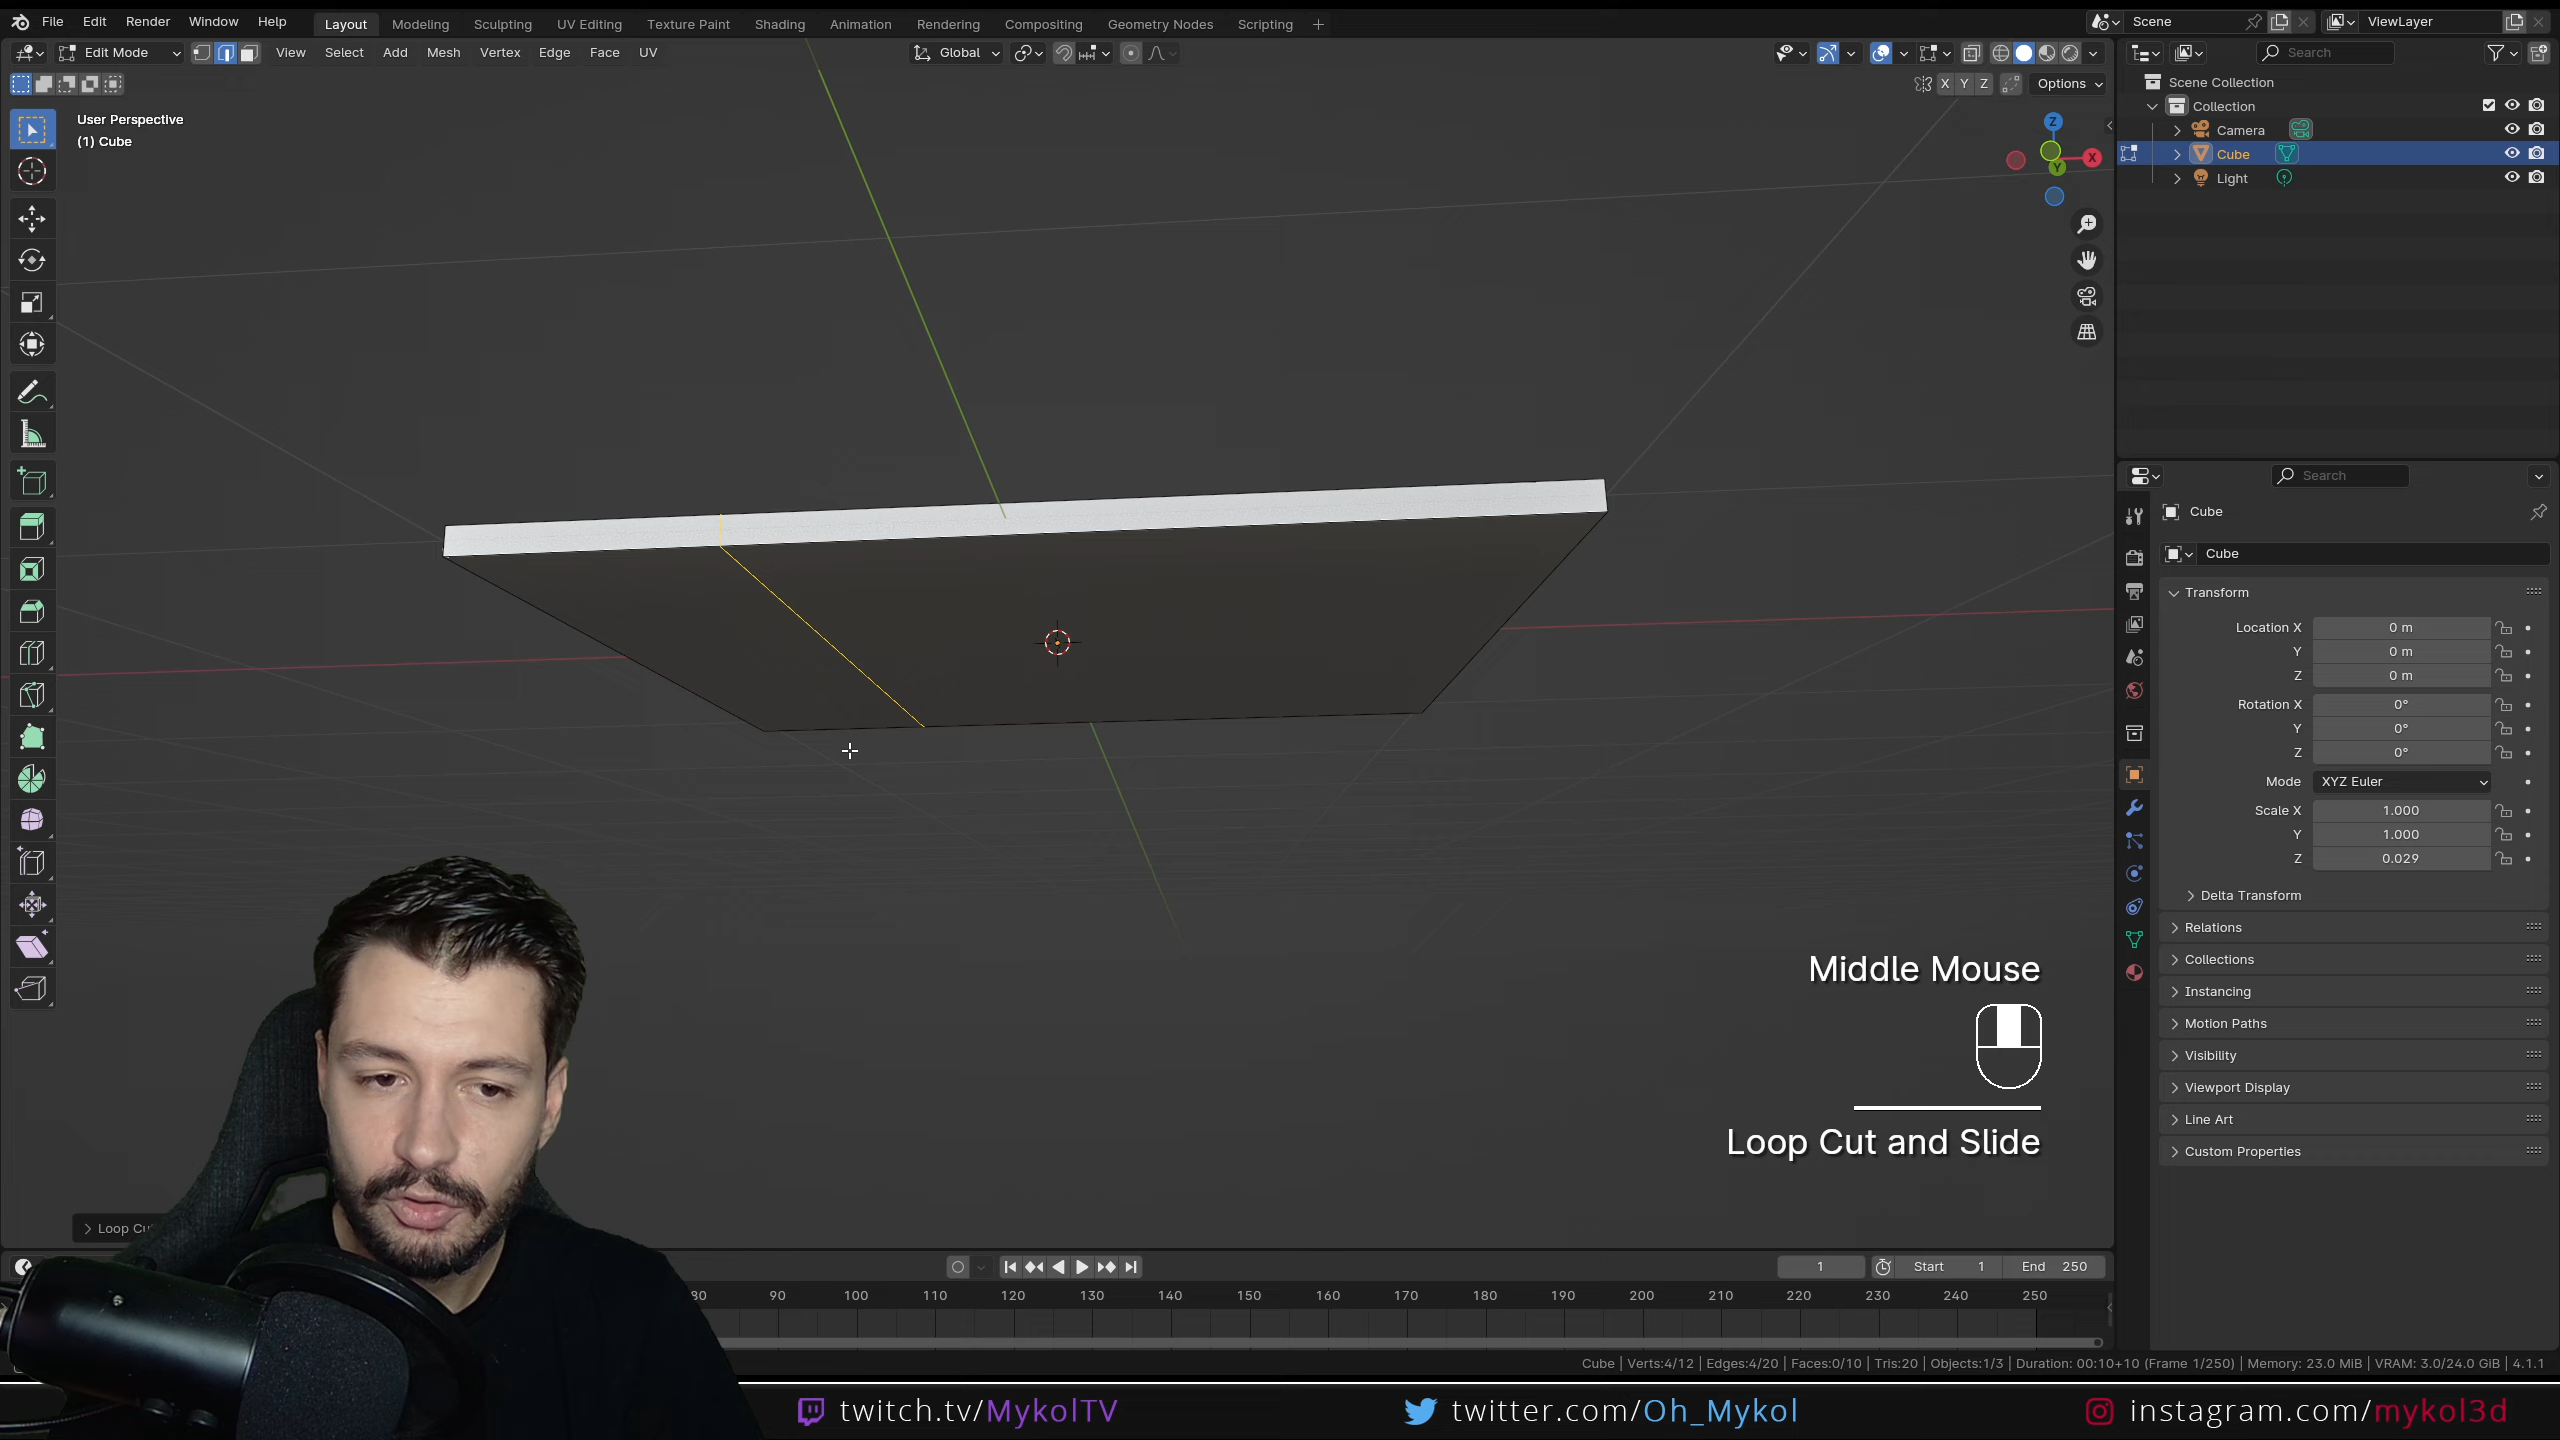 File Edit Render Window Help
Layout Modeling Sculpting UV Editing Texture Paint Shading Animation Rendering Compositing Geometry Nodes Scripting
Scene
ViewLayer
Edit Mode
View Select Add Mesh Vertex Edge Face UV
Global
Search
X Y Z
Options
User Perspective
(1) Cube
Z
X
Y
Scene Collection
Collection
Camera
Cube
Light
Search
Cube
Cube
Transform
Location X 0 m
Y 0 m
Z 0 m
Rotation X 0°
Y 0°
Z 0°
Mode XYZ Euler
Scale X 1.000
Y 1.000
Z 0.029
Delta Transform
Relations
Collections
Instancing
Motion Paths
Visibility
Viewport Display
Line Art
Custom Properties
Middle Mouse
Loop Cut and Slide
Loop Cu
1
Start 1
End 250
80 90 100 110 120 130 140 150 160 170 180 190 200 210 220 230 240 250
Cube | Verts:4/12 | Edges:4/20 | Faces:0/10 | Tris:20 | Objects:1/3 | Duration: 00:10+10 (Frame 1/250) | Memory: 23.0 MiB | VRAM: 3.0/24.0 GiB | 4.1.1
twitch.tv/MykolTV
twitter.com/Oh_Mykol
instagram.com/mykol3d